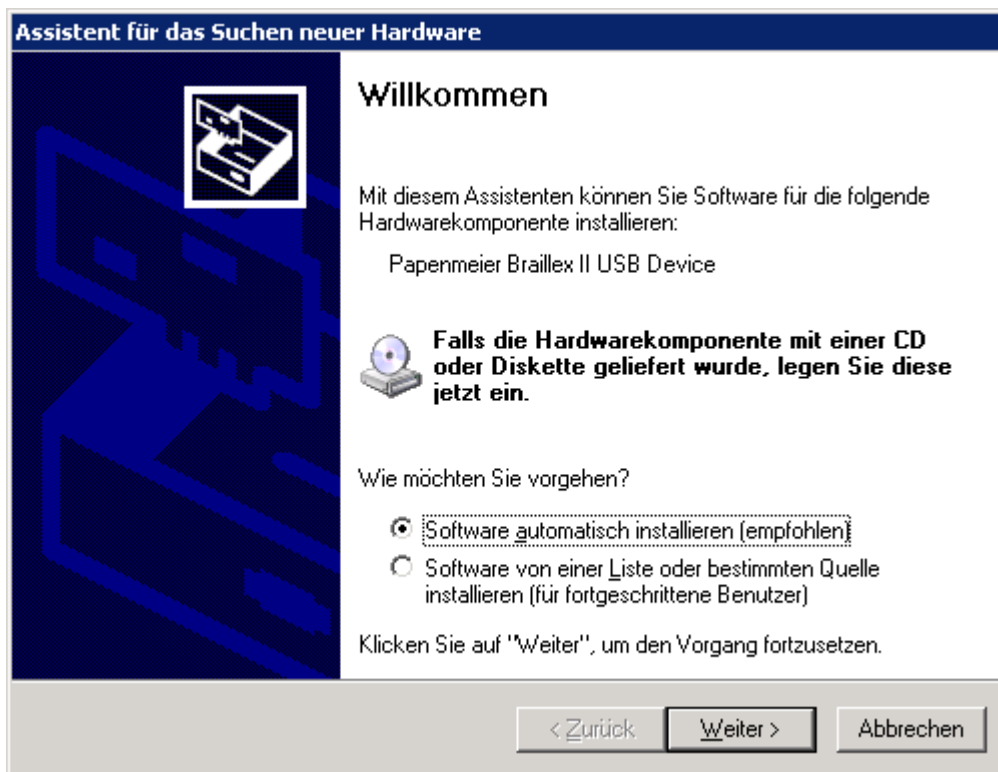 Assistent für das Suchen neuer Hardware
Willkommen
Mit diesem Assistenten können Sie Software für die folgende
Hardwarekomponente installieren:
Papenmeier Braillex II USB Device
Falls die Hardwarekomponente mit einer CD
oder Diskette geliefert wurde, legen Sie diese
jetzt ein.
Wie möchten Sie vorgehen?
Software automatisch installieren (empfohlen)
Software von einer Liste oder bestimmten Quelle
installieren (für fortgeschrittene Benutzer)
Klicken Sie auf "Weiter", um den Vorgang fortzusetzen.
< Zurück Weiter > Abbrechen